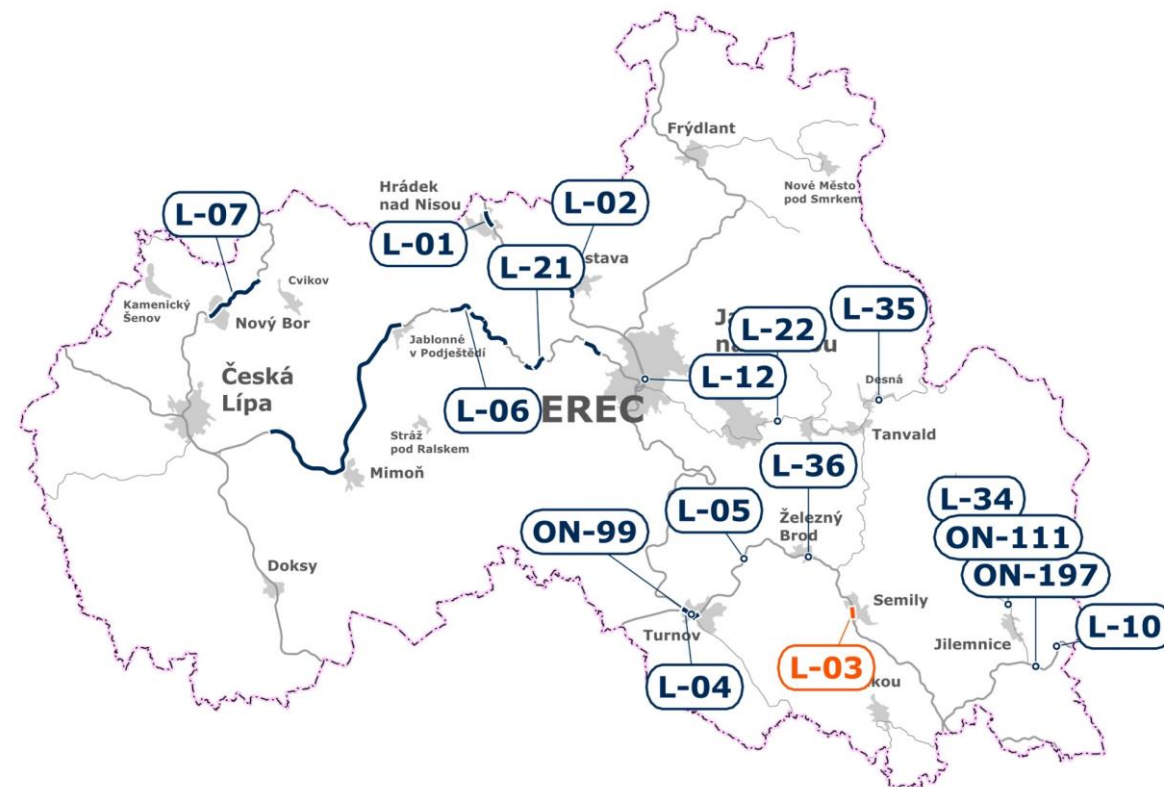 Frýdlant
Nové Město
pod Smrkem
Hrádek
nad Nisou
L-02
L-07
L-01
L-21
stava
Cvikov
Kamenický
Šenov
Nový Bor
L-35
L-22
Jablonné
v Podještědí
L-12
Desná
Česká
Lípa
L-06
EREC
Stráž
pod Ralskem
Tanvald
Mimoň
L-36
L-34
L-05
Železný
Brod
ON-99
ON-111
ON-197
Doksy
Semily
Turnov
Jilemnice
L-10
L-03
L-04
kou